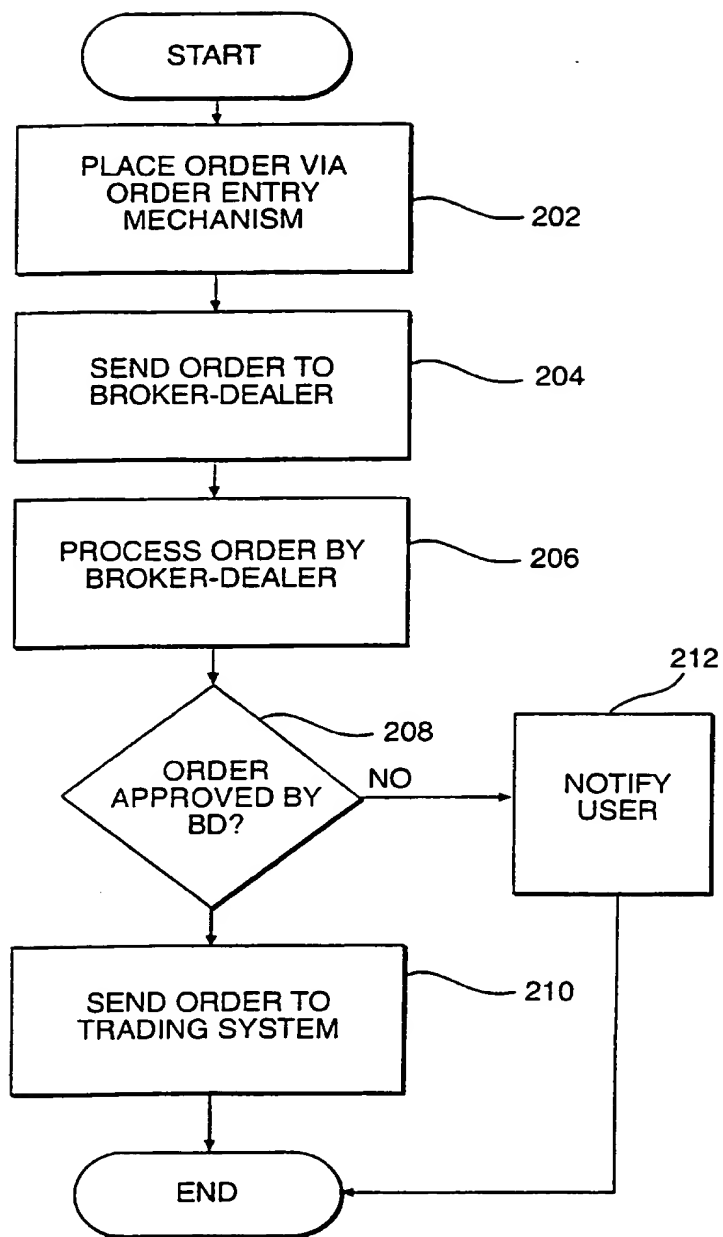 START
PLACE ORDER VIA
ORDER ENTRY
MECHANISM
202
SEND ORDER TO
BROKER-DEALER
204
PROCESS ORDER BY
BROKER-DEALER
206
212
208
ORDER
APPROVED BY
BD?
NO
NOTIFY
USER
SEND ORDER TO
TRADING SYSTEM
210
END